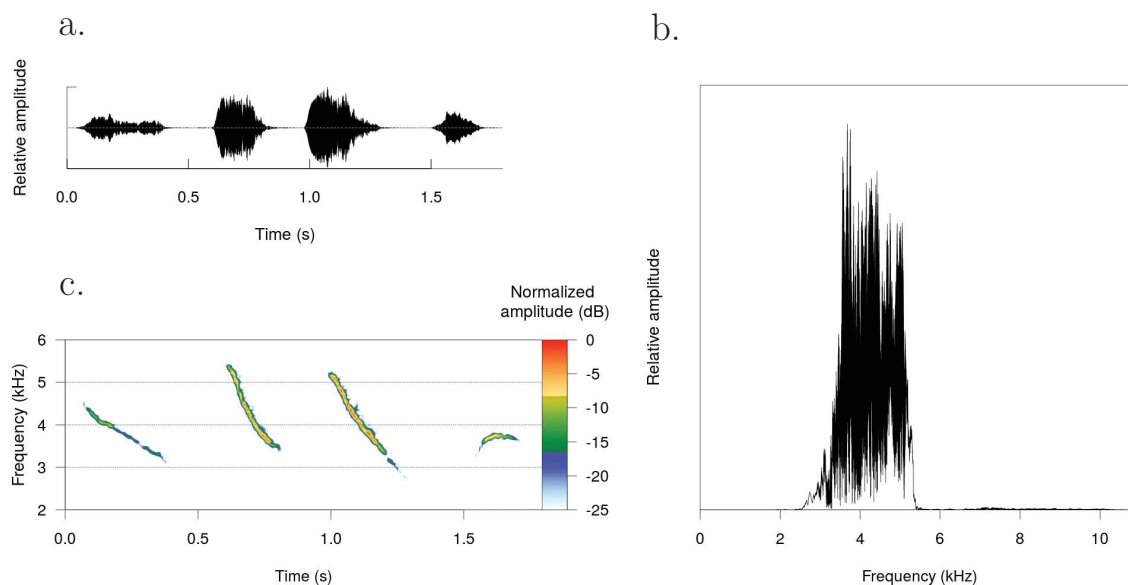 a.
Relative amplitude
0.0 0.5 1.0 1.5
Time (s)
b.
Relative amplitude
0 2 4 6 8 10
Frequency (kHz)
c.
Normalized
amplitude (dB)
Frequency (kHz)
6
5
4
3
2
0.0 0.5 1.0 1.5
Time (s)
0
-5
-10
-15
-20
-25